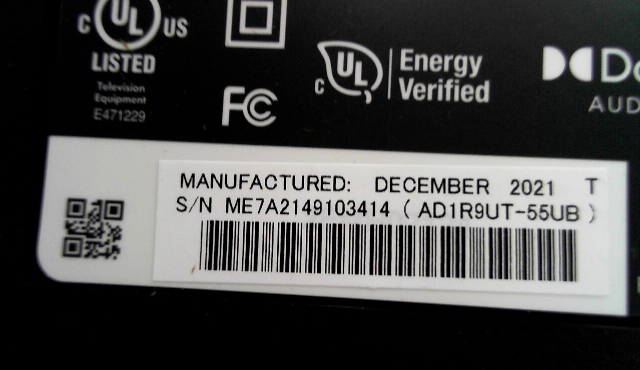 C UL US
LISTED
Television
Equipment
E471229
FC
C UL
Energy
Verified
AUD
MANUFACTURED: DECEMBER 2021 T
S/N ME7A2149103414 ( AD1R9UT-55UB )